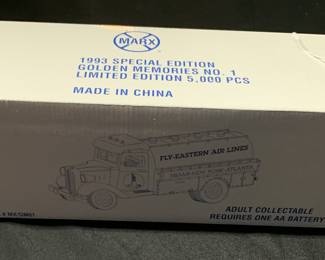 MARX
1993 SPECIAL EDITION
GOLDEN MEMORIES NO. 1
LIMITED EDITION 5,000 PCS
MADE IN CHINA
FLY-EASTERN AIR LINES
ADULT COLLECTABLE
REQUIRES ONE AA BATTERY